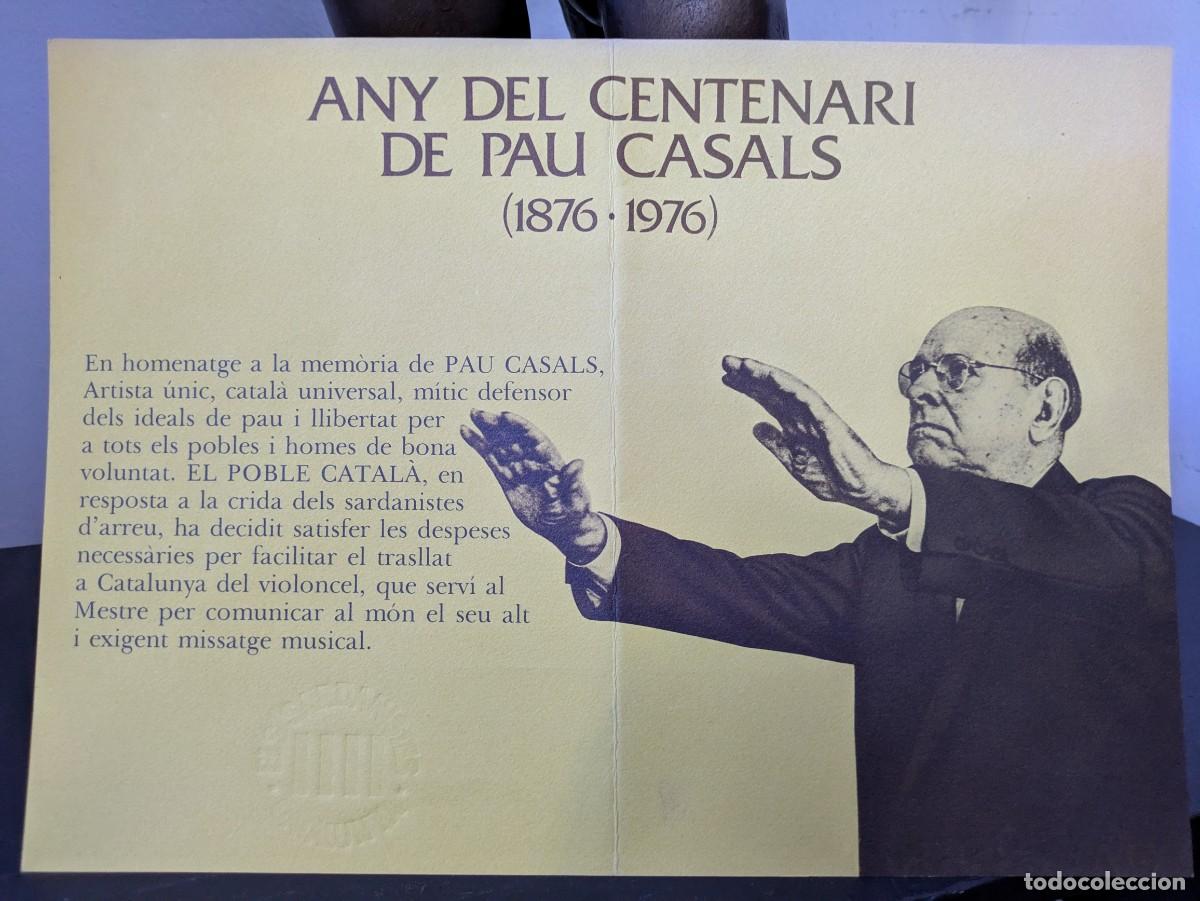 ANY DEL CENTENARI
DE PAU CASALS
(1876 · 1976)
En homenatge a la memòria de PAU CASALS,
Artista únic, català universal, mític defensor
dels ideals de pau i llibertat per
a tots els pobles i homes de bona
voluntat. EL POBLE CATALÀ, en
resposta a la crida dels sardanistes
d'arreu, ha decidit satisfer les despeses
necessàries per facilitar el trasllat
a Catalunya del violoncel, que serví al
Mestre per comunicar al món el seu alt
i exigent missatge musical.
todocoleccion